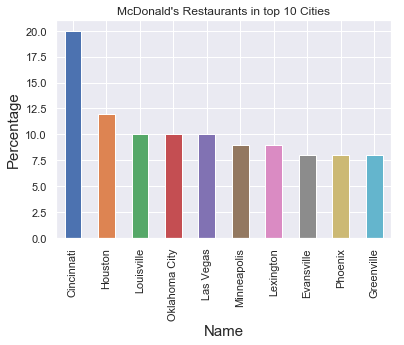 McDonald's Restaurants in top 10 Cities
Percentage
20.0
17.5
15.0
12.5
10.0
7.5
5.0
2.5
0.0
Cincinnati
Houston
Louisville
Oklahoma City
Las Vegas
Minneapolis
Lexington
Evansville
Phoenix
Greenville
Name